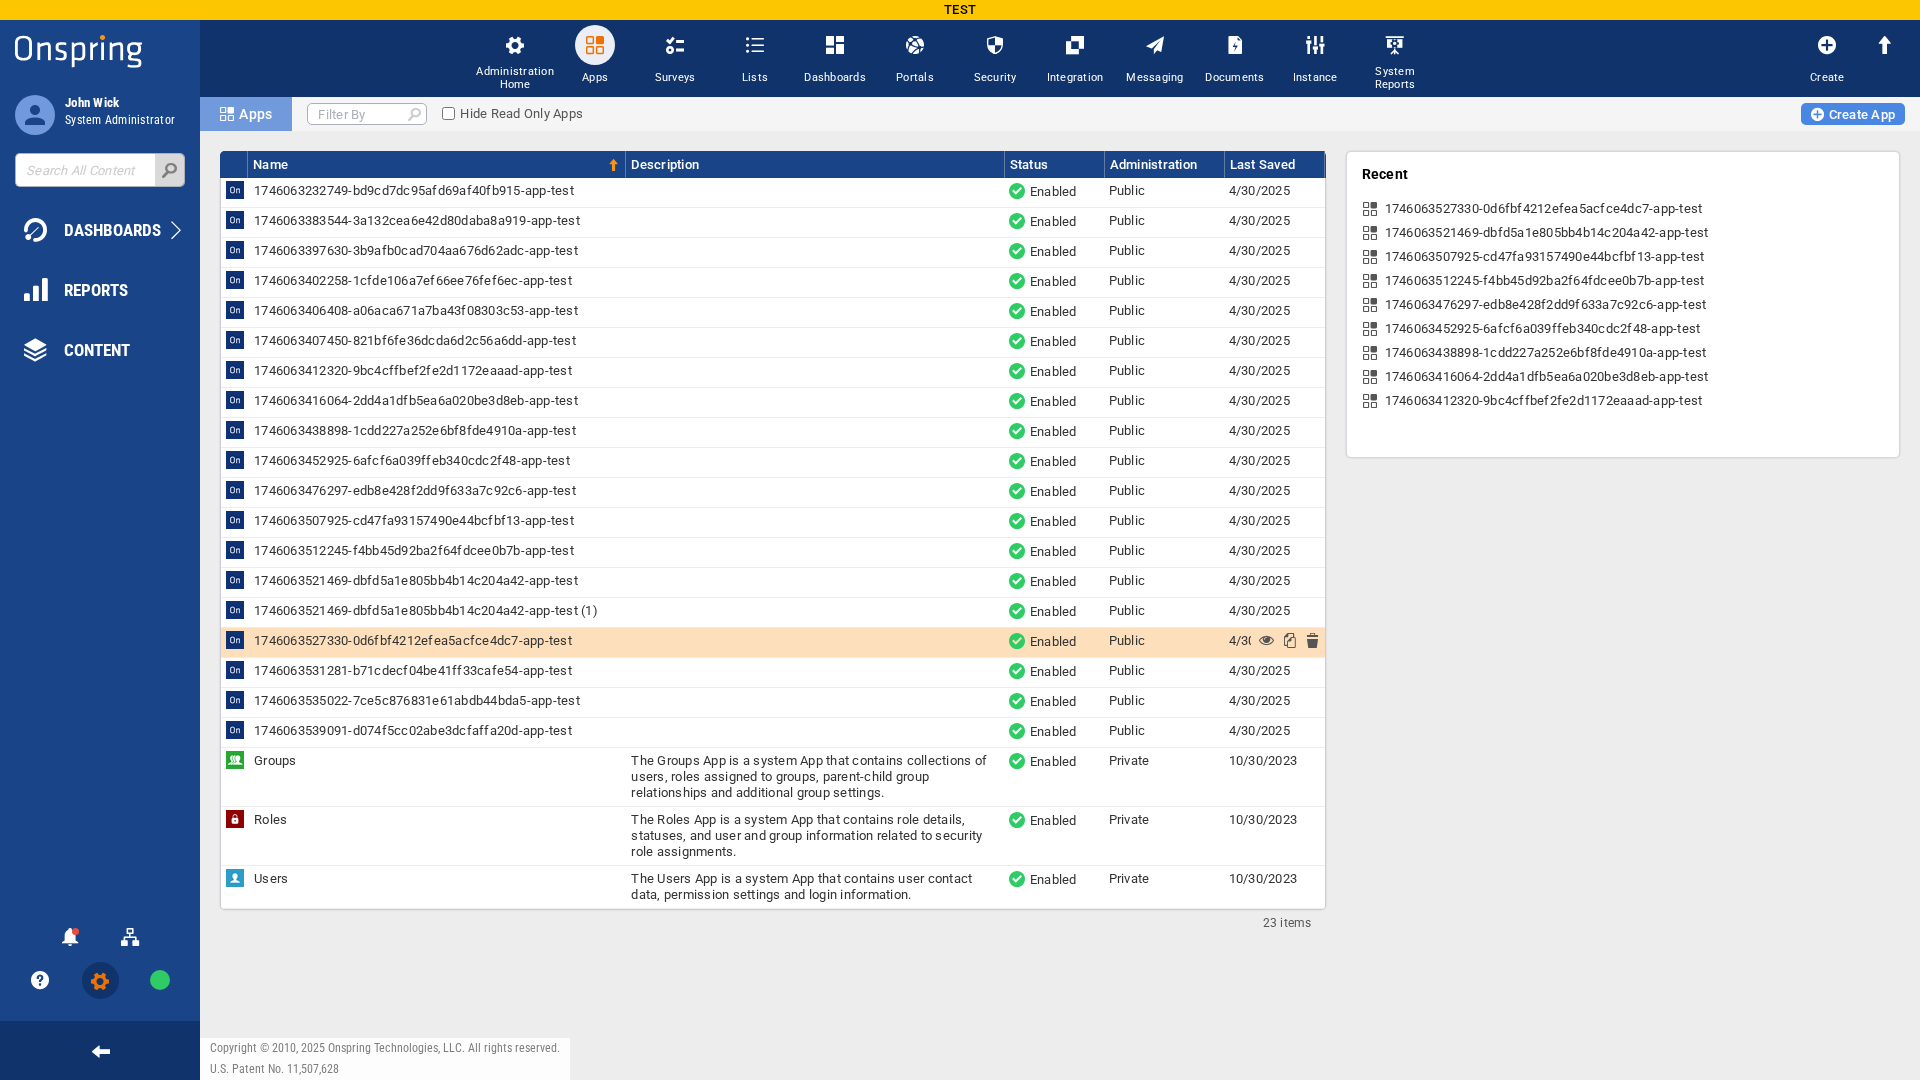 TEST
Onspring
John Wick
System Administrator
Search All Content
DASHBOARDS
REPORTS
CONTENT
Administration Home
Apps
Surveys
Lists
Dashboards
Portals
Security
Integration
Messaging
Documents
Instance
System Reports
Create
Apps
Filter By
Hide Read Only Apps
Create App
Name Description Status Administration Last Saved
On 1746063232749-bd9cd7dc95afd69af40fb915-app-test Enabled Public 4/30/2025
On 1746063383544-3a132cea6e42d80daba8a919-app-test Enabled Public 4/30/2025
On 1746063397630-3b9afb0cad704aa676d62adc-app-test Enabled Public 4/30/2025
On 1746063402258-1cfde106a7ef66ee76fef6ec-app-test Enabled Public 4/30/2025
On 1746063406408-a06aca671a7ba43f08303c53-app-test Enabled Public 4/30/2025
On 1746063407450-821bf6fe36dcda6d2c56a6dd-app-test Enabled Public 4/30/2025
On 1746063412320-9bc4cffbef2fe2d1172eaaad-app-test Enabled Public 4/30/2025
On 1746063416064-2dd4a1dfb5ea6a020be3d8eb-app-test Enabled Public 4/30/2025
On 1746063438898-1cdd227a252e6bf8fde4910a-app-test Enabled Public 4/30/2025
On 1746063452925-6afcf6a039ffeb340cdc2f48-app-test Enabled Public 4/30/2025
On 1746063476297-edb8e428f2dd9f633a7c92c6-app-test Enabled Public 4/30/2025
On 1746063507925-cd47fa93157490e44bcfbf13-app-test Enabled Public 4/30/2025
On 1746063512245-f4bb45d92ba2f64fdcee0b7b-app-test Enabled Public 4/30/2025
On 1746063521469-dbfd5a1e805bb4b14c204a42-app-test Enabled Public 4/30/2025
On 1746063521469-dbfd5a1e805bb4b14c204a42-app-test (1) Enabled Public 4/30/2025
On 1746063527330-0d6fbf4212efea5acfce4dc7-app-test Enabled Public 4/30
On 1746063531281-b71cdecf04be41ff33cafe54-app-test Enabled Public 4/30/2025
On 1746063535022-7ce5c876831e61abdb44bda5-app-test Enabled Public 4/30/2025
On 1746063539091-d074f5cc02abe3dcfaffa20d-app-test Enabled Public 4/30/2025
Groups The Groups App is a system App that contains collections of Enabled Private 10/30/2023
users, roles assigned to groups, parent-child group
relationships and additional group settings.
Roles The Roles App is a system App that contains role details, Enabled Private 10/30/2023
statuses, and user and group information related to security
role assignments.
Users The Users App is a system App that contains user contact Enabled Private 10/30/2023
data, permission settings and login information.
23 items
Recent
1746063527330-0d6fbf4212efea5acfce4dc7-app-test
1746063521469-dbfd5a1e805bb4b14c204a42-app-test
1746063507925-cd47fa93157490e44bcfbf13-app-test
1746063512245-f4bb45d92ba2f64fdcee0b7b-app-test
1746063476297-edb8e428f2dd9f633a7c92c6-app-test
1746063452925-6afcf6a039ffeb340cdc2f48-app-test
1746063438898-1cdd227a252e6bf8fde4910a-app-test
1746063416064-2dd4a1dfb5ea6a020be3d8eb-app-test
1746063412320-9bc4cffbef2fe2d1172eaaad-app-test
Copyright © 2010, 2025 Onspring Technologies, LLC. All rights reserved.
U.S. Patent No. 11,507,628